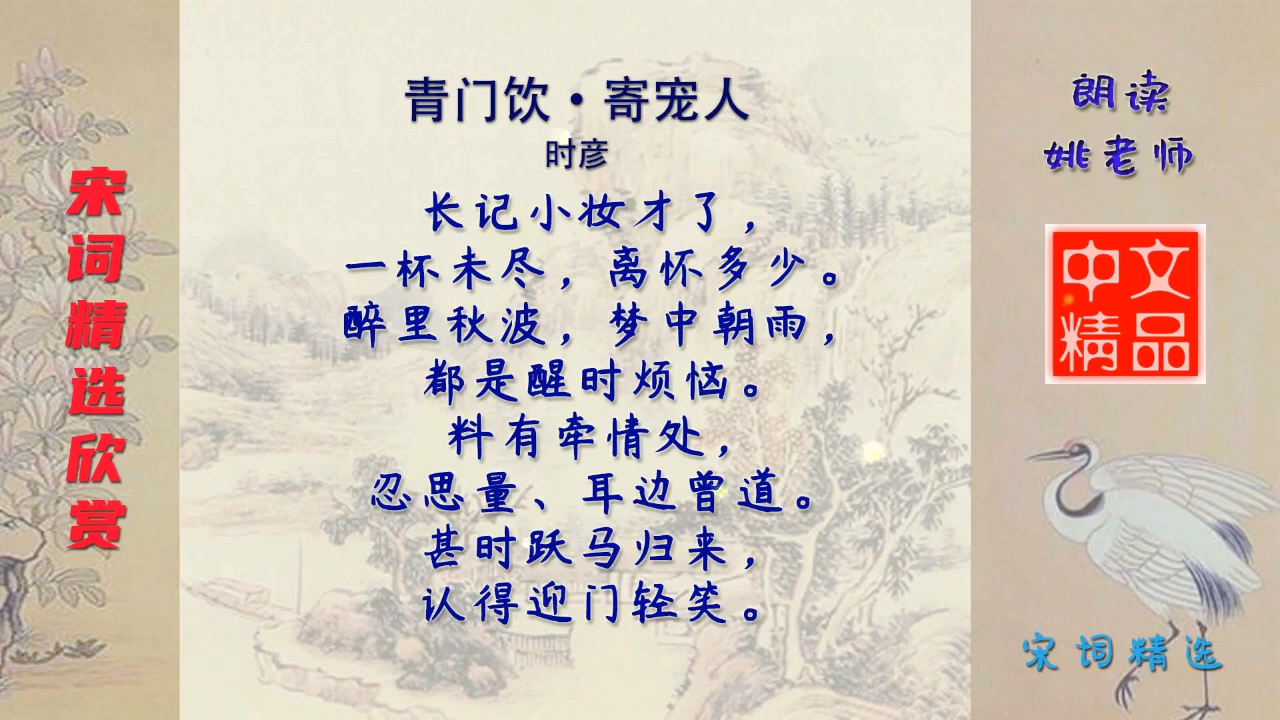 宋词精选欣赏
青门饮·寄宠人
时彦
长记小妆才了，
一杯未尽，离怀多少。
醉里秋波，梦中朝雨，
都是醒时烦恼。
料有牵情处，
忍思量、耳边曾道。
甚时跃马归来，
认得迎门轻笑。
朗读
姚老师
中文
精品
宋词精选